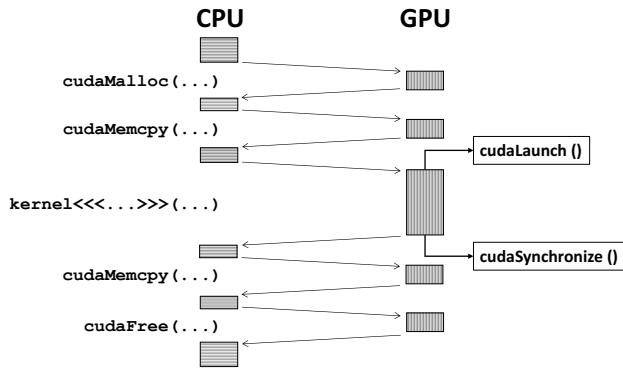 CPU GPU
cudaMalloc(...)
cudaMemcpy(...)
cudaLaunch ()
kernel<<<...>>>(...)
cudaSynchronize ()
cudaMemcpy(...)
cudaFree(...)